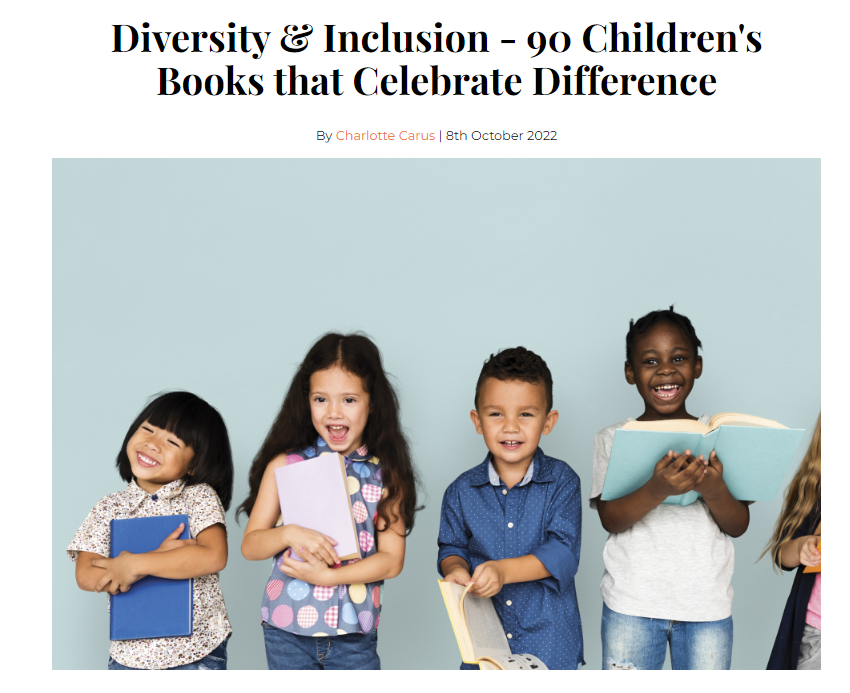 Diversity & Inclusion - 90 Children's
Books that Celebrate Difference
By Charlotte Carus | 8th October 2022